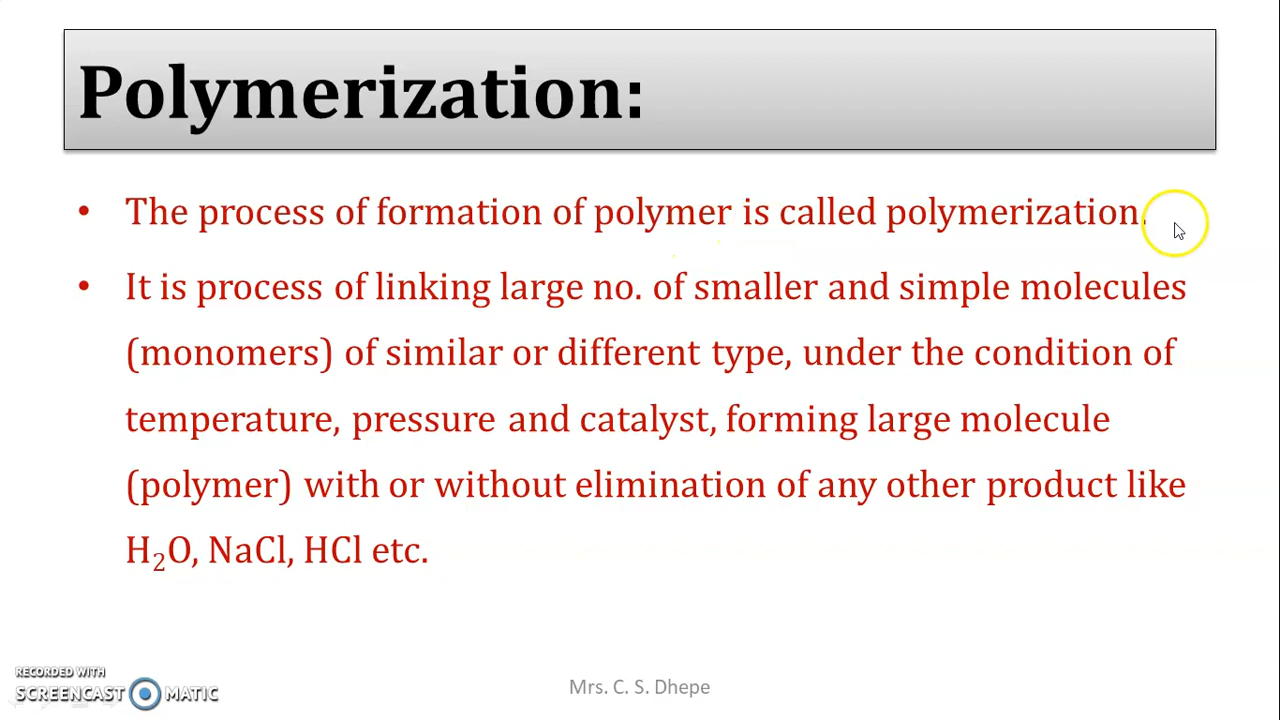 Polymerization:
• The process of formation of polymer is called polymerization.
• It is process of linking large no. of smaller and simple molecules
(monomers) of similar or different type, under the condition of
temperature, pressure and catalyst, forming large molecule
(polymer) with or without elimination of any other product like
H₂O, NaCl, HCl etc.
RECORDED WITH
SCREENCAST MATIC
Mrs. C. S. Dhepe